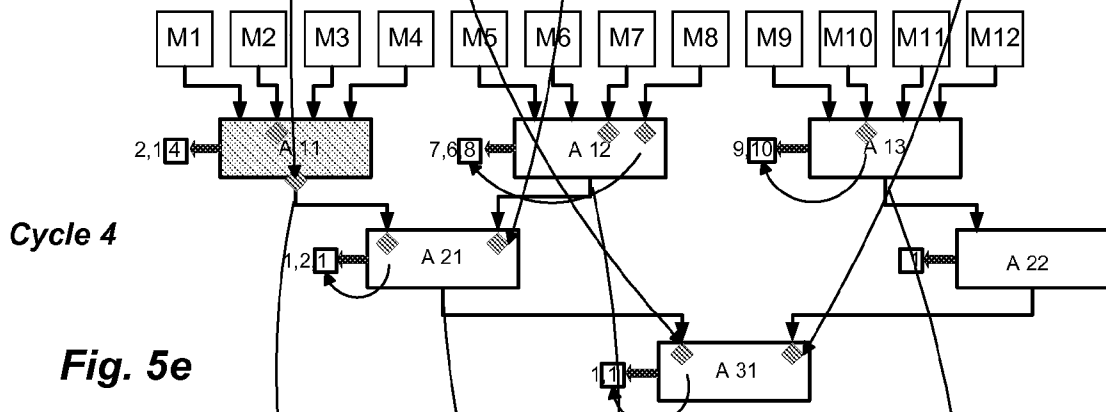 M1 M2 M3 M4 M5 M6 M7 M8 M9 M10 M11 M12
2,1 4 A 11 7,6 8 A 12 9,10 A 13
Cycle 4
1,2,1 A 21 1 A 22
Fig. 5e
1,1 A 31